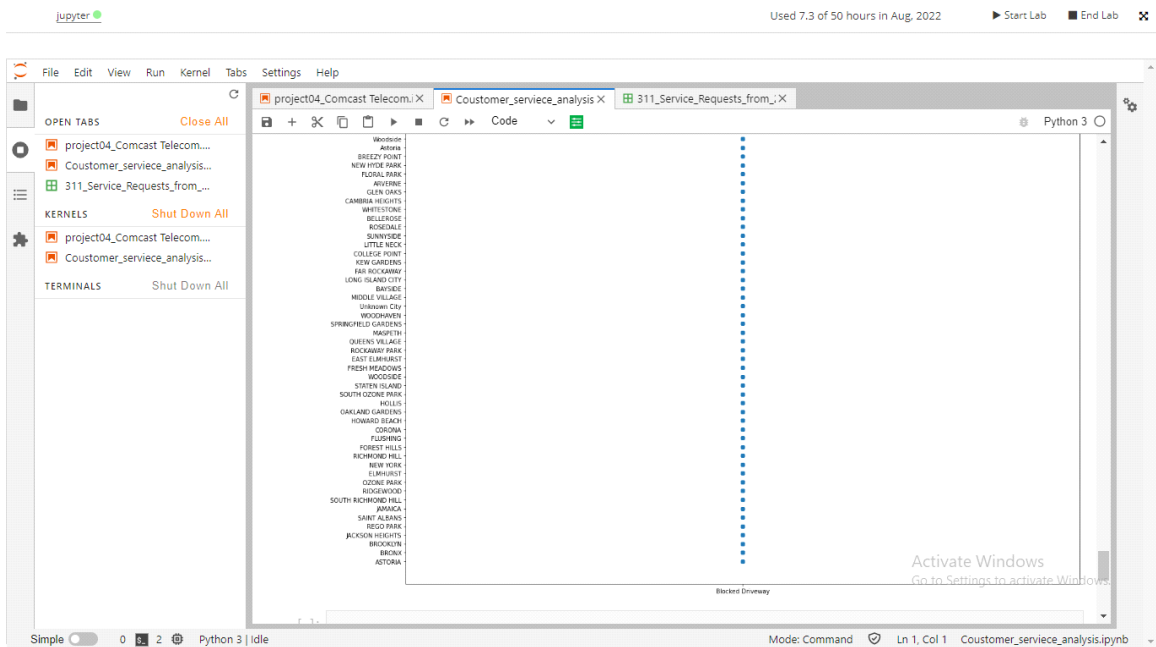 jupyter
Used 7.3 of 50 hours in Aug, 2022
Start Lab
End Lab
File Edit View Run Kernel Tabs Settings Help
OPEN TABS Close All
project04_Comcast Telecom....
Coustomer_serviece_analysis...
311_Service_Requests_from_...
KERNELS Shut Down All
project04_Comcast Telecom....
Coustomer_serviece_analysis...
TERMINALS Shut Down All
project04_Comcast Telecom.i
Coustomer_serviece_analysis
311_Service_Requests_from_
Code
Python 3
Woodside
Astoria
BREEZY POINT
NEW HYDE PARK
FLORAL PARK
ARVERNE
GLEN OAKS
CAMBRIA HEIGHTS
WHITESTONE
BELLEROSE
ROSEDALE
SUNNYSIDE
LITTLE NECK
COLLEGE POINT
KEW GARDENS
FAR ROCKAWAY
LONG ISLAND CITY
BAYSIDE
MIDDLE VILLAGE
Unknown City
WOODHAVEN
SPRINGFIELD GARDENS
MASPETH
QUEENS VILLAGE
ROCKAWAY PARK
EAST ELMHURST
FRESH MEADOWS
WOODSIDE
STATEN ISLAND
SOUTH OZONE PARK
HOLLIS
OAKLAND GARDENS
HOWARD BEACH
CORONA
FLUSHING
FOREST HILLS
RICHMOND HILL
NEW YORK
ELMHURST
OZONE PARK
RIDGEWOOD
SOUTH RICHMOND HILL
JAMAICA
SAINT ALBANS
REGO PARK
JACKSON HEIGHTS
BROOKLYN
BRONX
ASTORIA
Blocked Driveway
Activate Windows
Go to Settings to activate Windows.
[ ]:
Simple 0 $_ 2 Python 3 | Idle
Mode: Command Ln 1, Col 1 Coustomer_serviece_analysis.ipynb